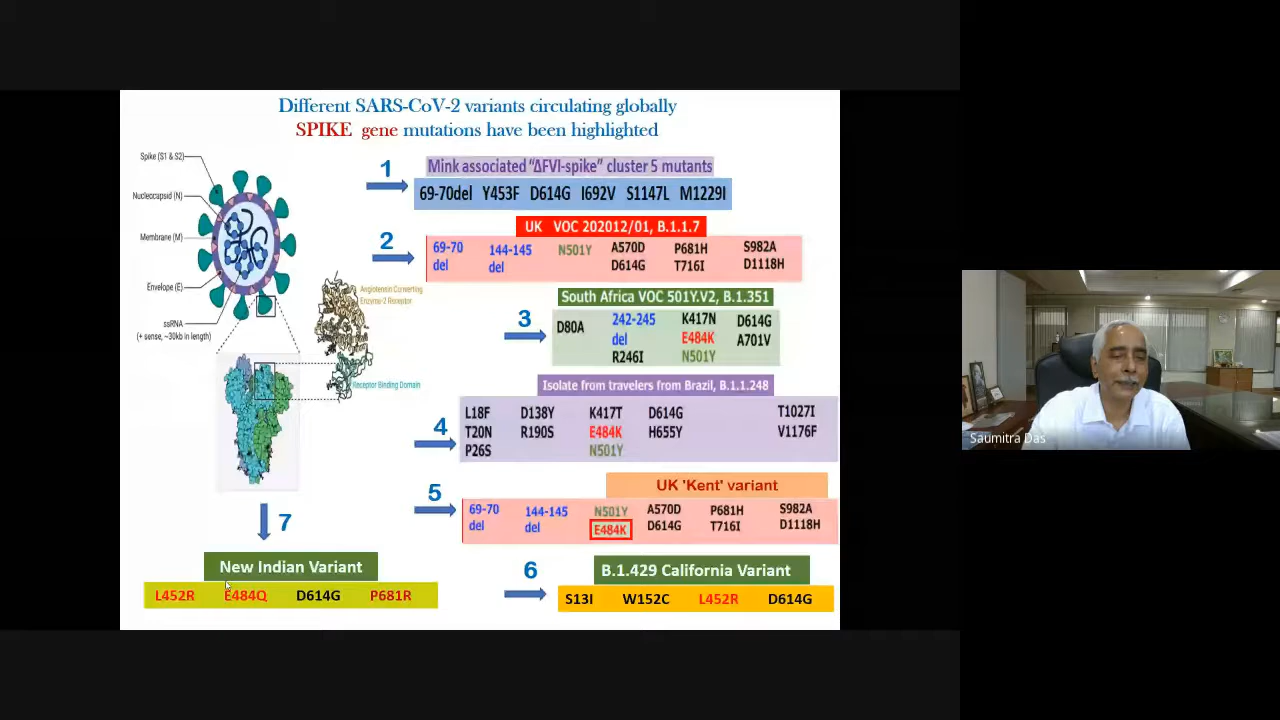 Different SARS-CoV-2 variants circulating globally
SPIKE gene mutations have been highlighted
Spike (S1 & S2)
Nucleocapsid (N)
Membrane (M)
Envelope (E)
ssRNA
(+ sense, ~30kb in length)
Angiotensin Converting
Enzyme-2 Receptor
Receptor Binding Domain
1
Mink associated "ΔFVI-spike" cluster 5 mutants
69-70del Y453F D614G I692V S1147L M1229I
2
UK VOC 202012/01, B.1.1.7
69-70 144-145 N501Y A570D P681H S982A
del del D614G T716I D1118H
3
South Africa VOC 501Y.V2, B.1.351
D80A 242-245 K417N D614G
del E484K A701V
R246I N501Y
4
Isolate from travelers from Brazil, B.1.1.248
L18F D138Y K417T D614G T1027I
T20N R190S E484K H655Y V1176F
P26S N501Y
5
UK 'Kent' variant
69-70 144-145 N501Y A570D P681H S982A
del del E484K D614G T716I D1118H
6
B.1.429 California Variant
S13I W152C L452R D614G
7
New Indian Variant
L452R E484Q D614G P681R
Saumitra Das